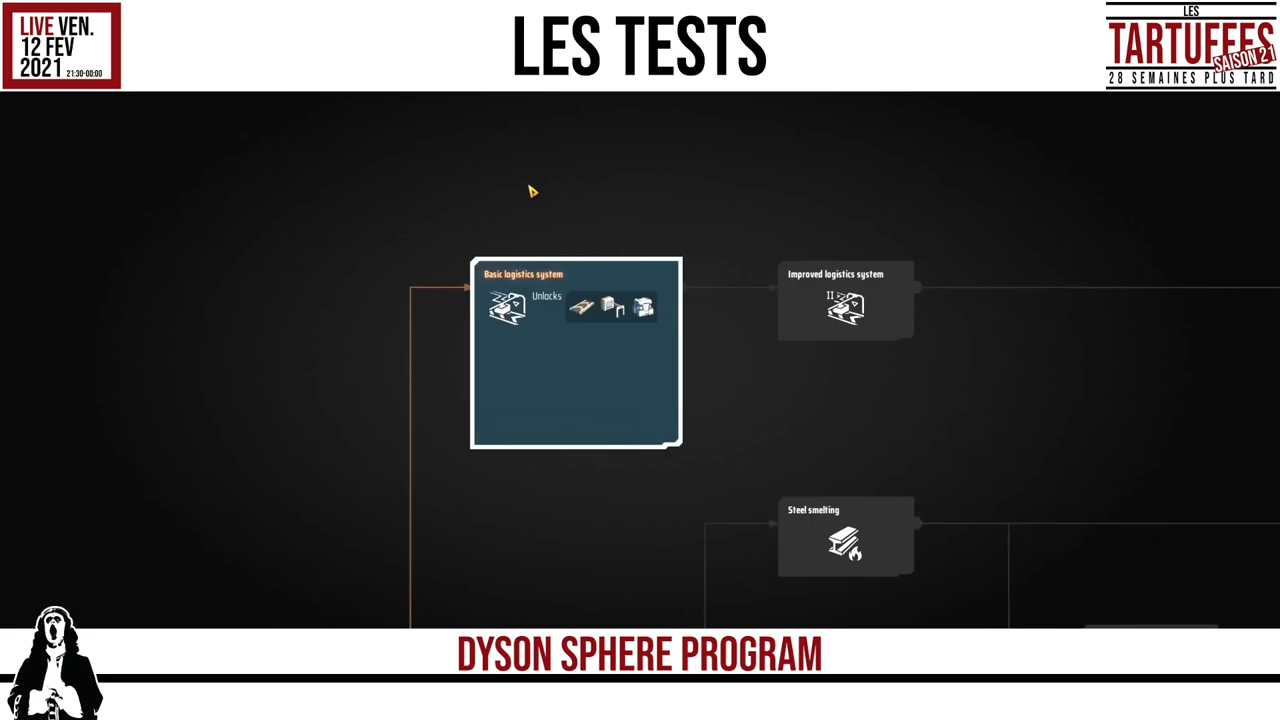 LIVE VEN.
12 FEV
2021 21:30-00:00
LES TESTS
LES
TARTUFFES
SAISON 21
28 SEMAINES PLUS TARD
Basic logistics system
Unlocks
Improved logistics system
II
Steel smelting
DYSON SPHERE PROGRAM